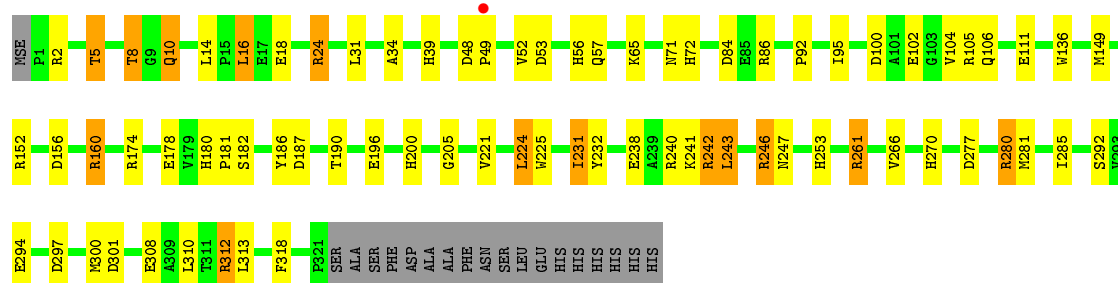 MSE P1 R2 T5 T8 G9 Q10 L14 P15 L16 E17 E18 R24 L31 A34 H39 D48 P49 V52 D53 H56 Q57 K65 N71 H72 D84 E85 R86 P92 I95 D100 A101 E102 G103 V104 R105 Q106 E111 W136 M149
R152 D156 R160 R174 E178 V179 H180 P181 S182 Y186 D187 T190 E196 H200 G205 V221 L224 W225 I231 Y232 E238 A239 R240 K241 R242 L243 R246 N247 H253 R261 V266 H270 D277 R280 M281 I285 S292 V293
E294 D297 M300 D301 E308 A309 L310 T311 R312 L313 F318 P321 SER ALA SER PHE ASP ALA ALA PHE ASN SER LEU GLU HIS HIS HIS HIS HIS HIS